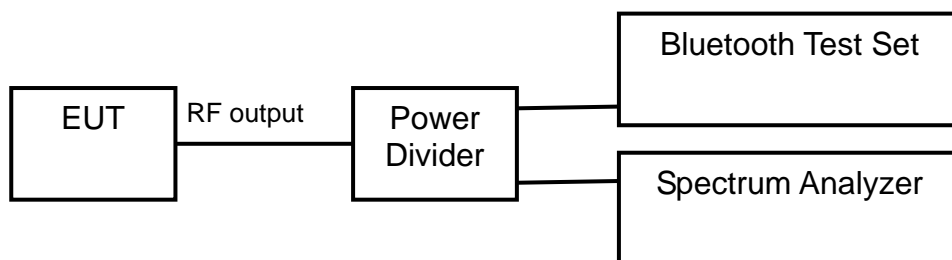 EUT
RF output
Power
Divider
Bluetooth Test Set
Spectrum Analyzer